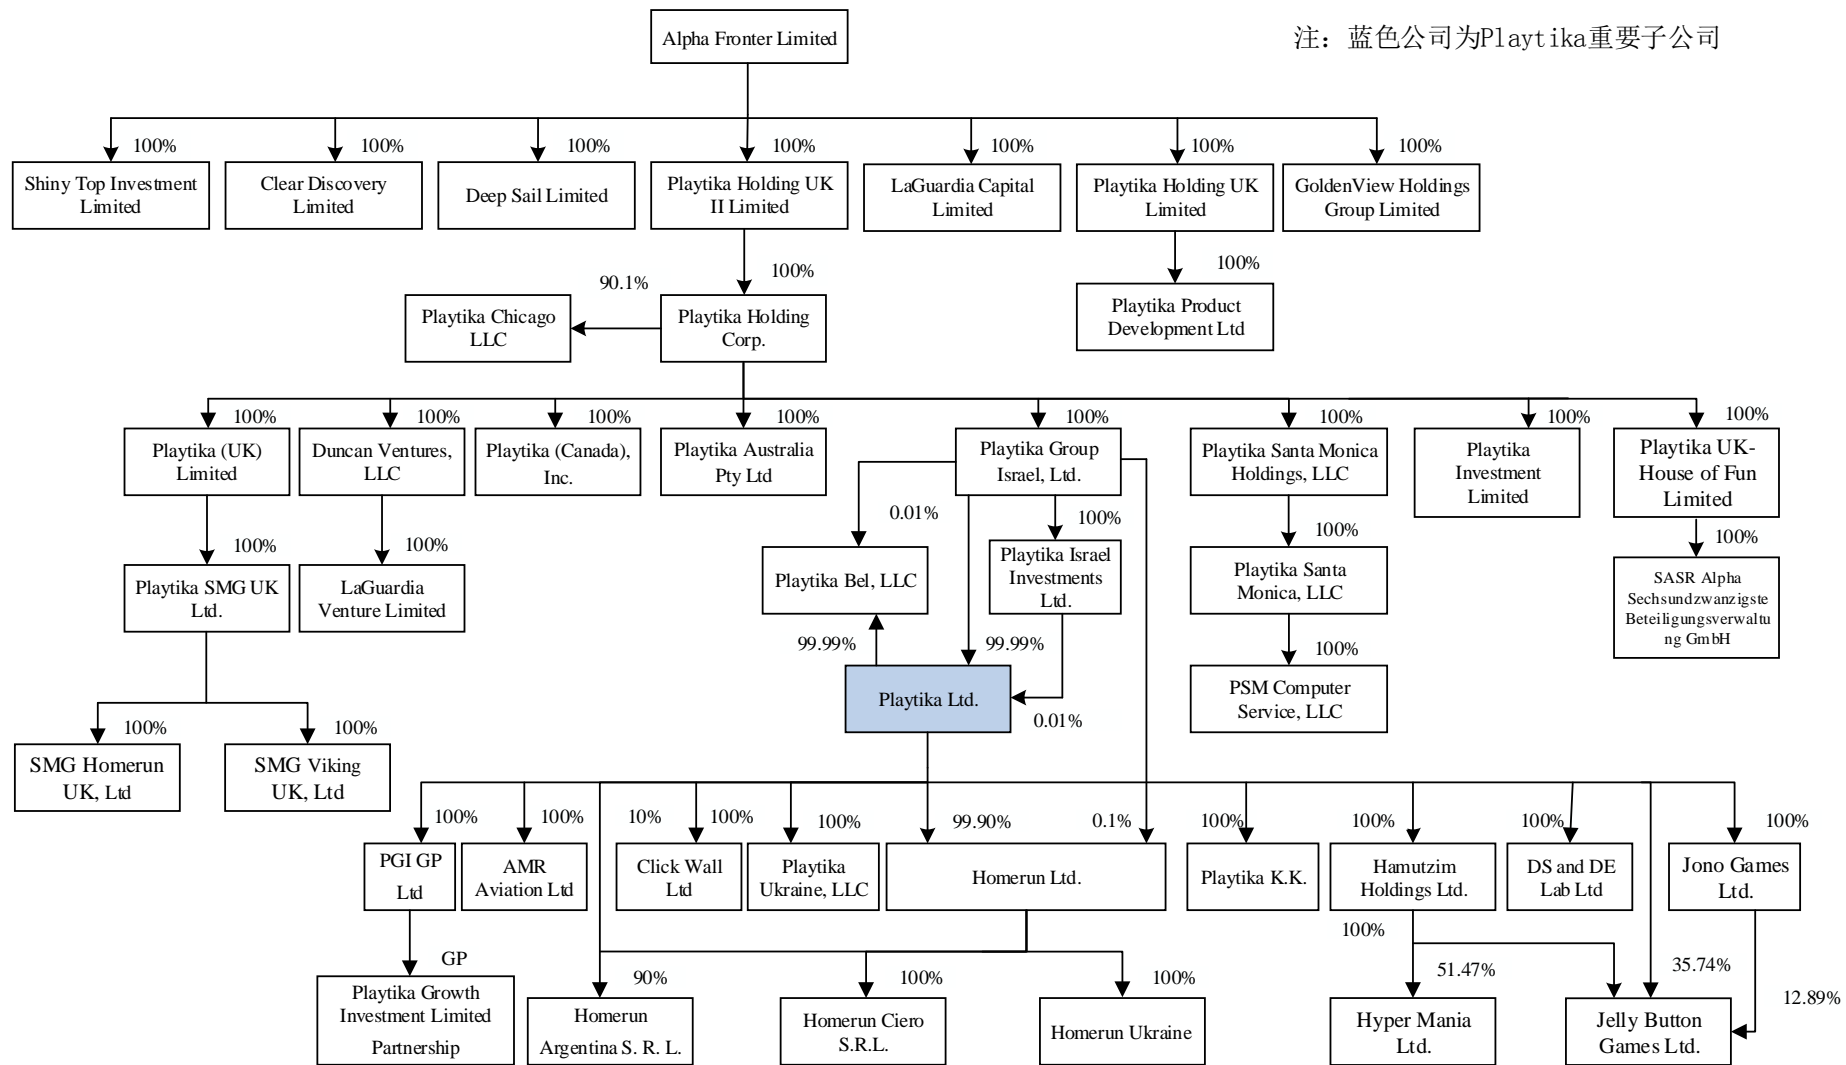 Alpha Fronter Limited
注：蓝色公司为Playtika重要子公司
100%
100%
100%
100%
100%
100%
100%
Shiny Top Investment
Limited
Clear Discovery
Limited
Deep Sail Limited
Playtika Holding UK
II Limited
LaGuardia Capital
Limited
Playtika Holding UK
Limited
GoldenView Holdings
Group Limited
90.1%
100%
100%
Playtika Chicago
LLC
Playtika Holding
Corp.
Playtika Product
Development Ltd
100%
100%
100%
100%
100%
100%
100%
100%
Playtika (UK)
Limited
Duncan Ventures,
LLC
Playtika (Canada),
Inc.
Playtika Australia
Pty Ltd
Playtika Group
Israel, Ltd.
Playtika Santa Monica
Holdings, LLC
Playtika
Investment
Limited
Playtika UK-
House of Fun
Limited
100%
100%
0.01%
100%
100%
100%
Playtika SMG UK
Ltd.
LaGuardia
Venture Limited
Playtika Bel, LLC
Playtika Israel
Investments
Ltd.
Playtika Santa
Monica, LLC
SASR Alpha
Sechsundzwanzigste
Beteiligungsverwaltu
ng GmbH
99.99%
99.99%
100%
Playtika Ltd.
0.01%
PSM Computer
Service, LLC
100%
100%
SMG Homerun
UK, Ltd
SMG Viking
UK, Ltd
100%
100%
10%
100%
100%
99.90%
0.1%
100%
100%
100%
100%
PGI GP
Ltd
AMR
Aviation Ltd
Click Wall
Ltd
Playtika
Ukraine, LLC
Homerun Ltd.
Playtika K.K.
Hamutzim
Holdings Ltd.
DS and DE
Lab Ltd
Jono Games
Ltd.
GP
90%
100%
100%
100%
51.47%
35.74%
12.89%
Playtika Growth
Investment Limited
Partnership
Homerun
Argentina S. R. L.
Homerun Ciero
S.R.L.
Homerun Ukraine
Hyper Mania
Ltd.
Jelly Button
Games Ltd.